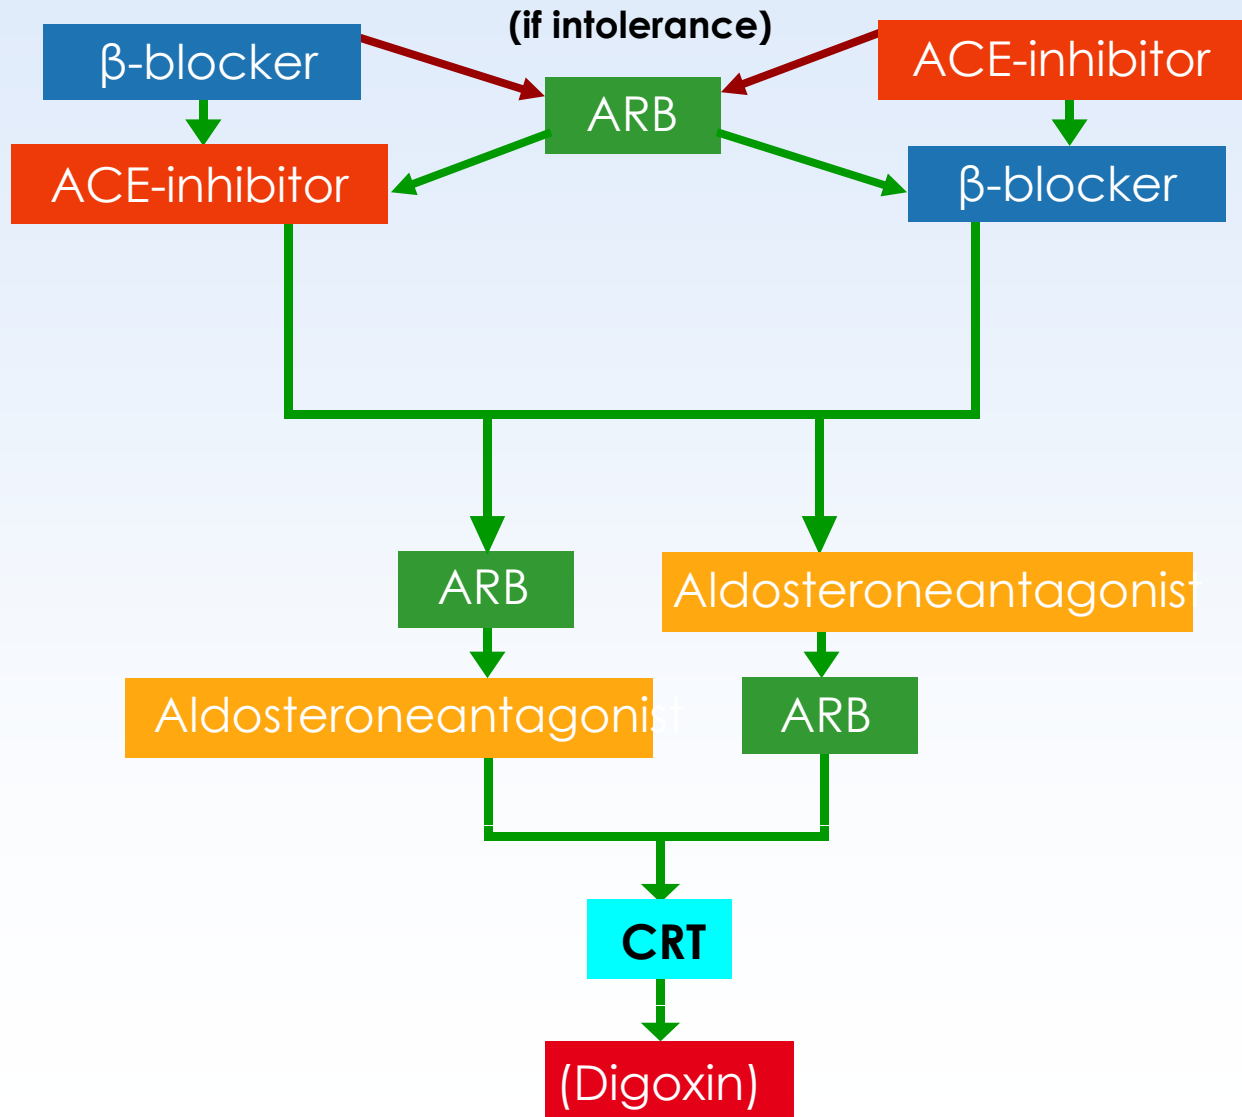 (if intolerance)
β-blocker
ACE-inhibitor
ARB
ACE-inhibitor
β-blocker
ARB
Aldosteroneantagonist
Aldosteroneantagonist
ARB
CRT
(Digoxin)